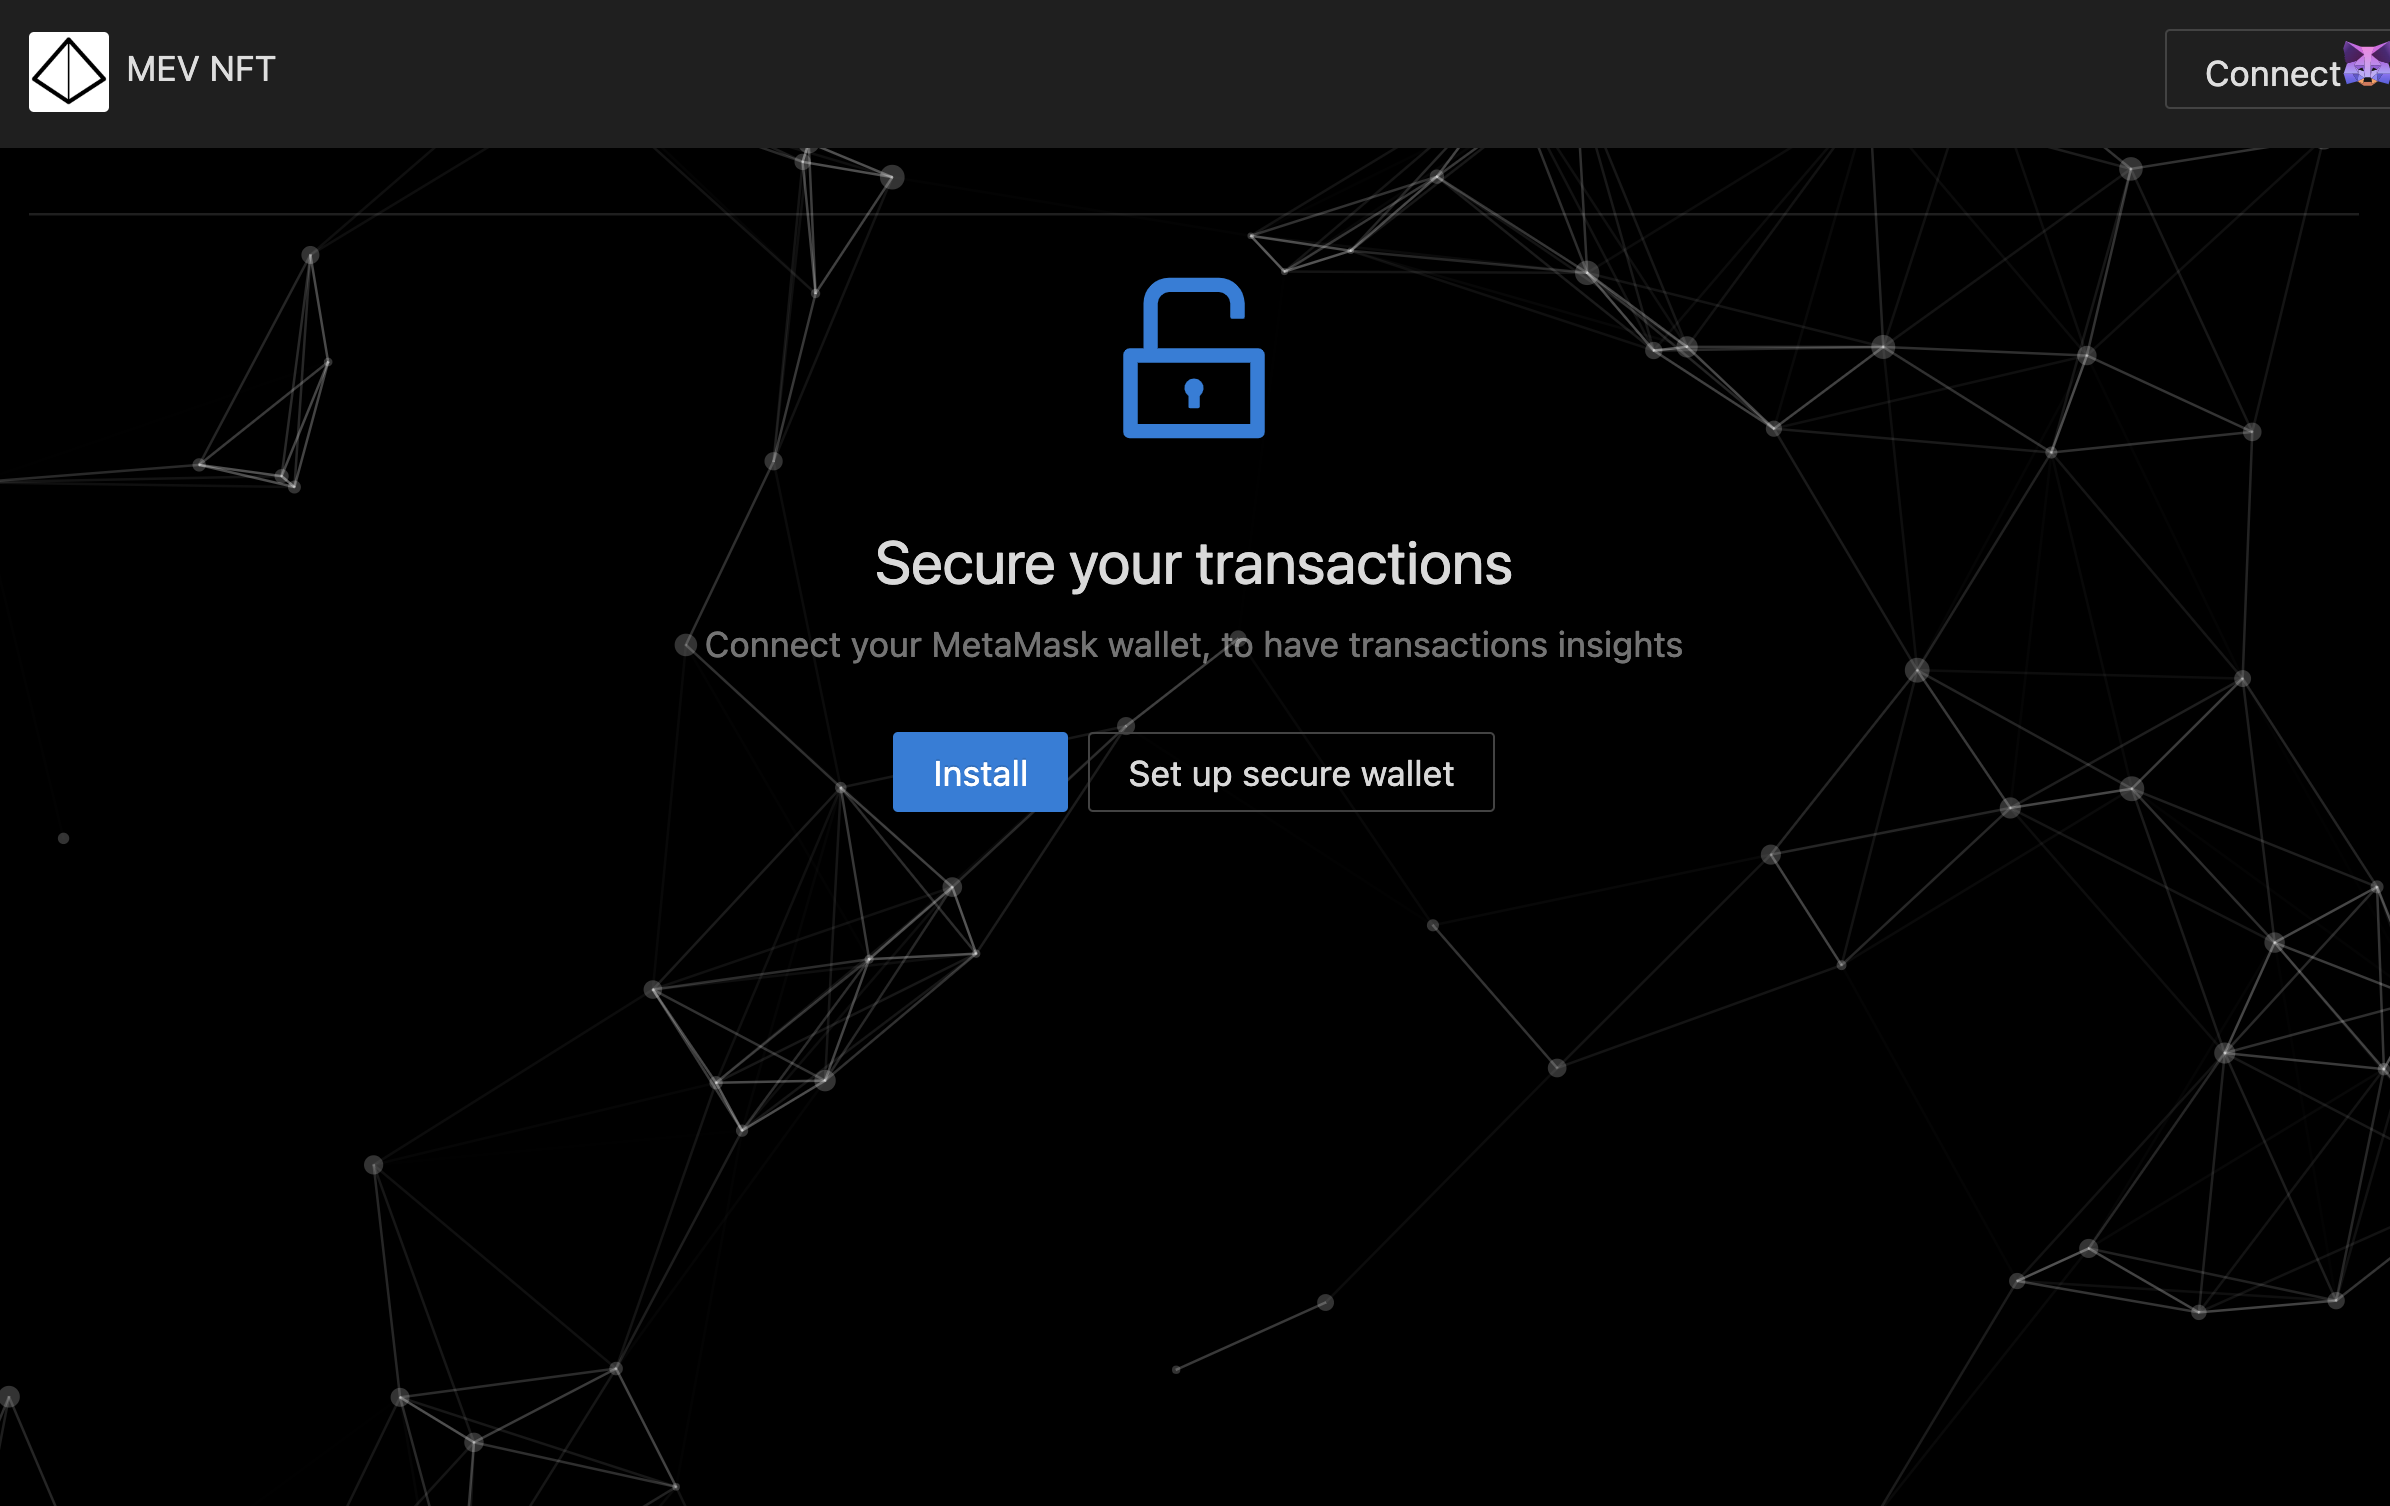 MEV NFT
Connect
Secure your transactions
Connect your MetaMask wallet, to have transactions insights
Install
Set up secure wallet